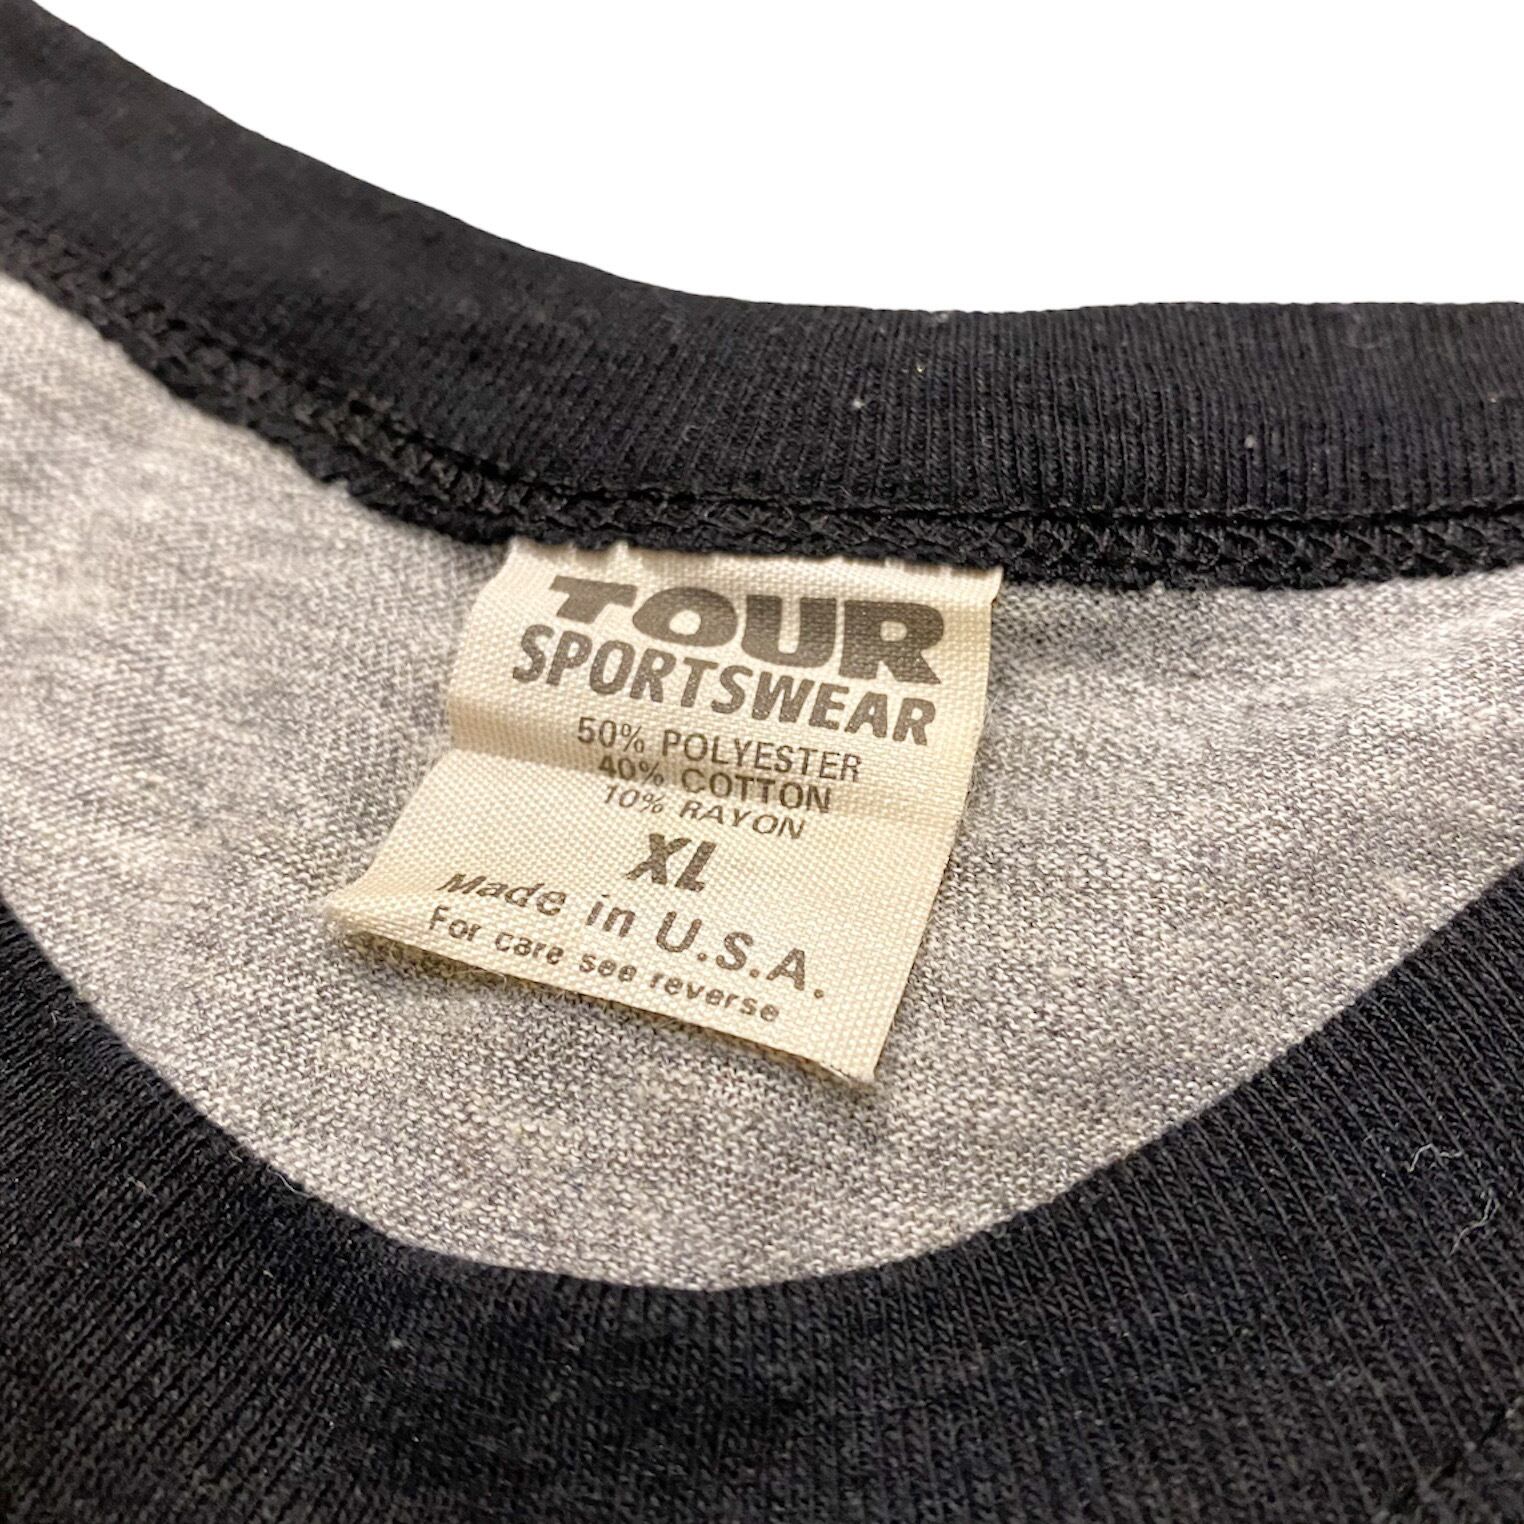 TOUR
SPORTSWEAR
50% POLYESTER
40% COTTON
10% RAYON
XL
Made in U.S.A.
For care see reverse